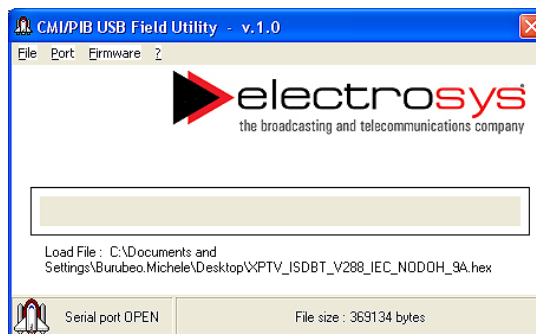 CMI/PIB USB Field Utility - v.1.0
File Port Firmware ?
electrosys
the broadcasting and telecommunications company
Load File : C:\Documents and
Settings\Burubeo.Michele\Desktop\XPTV_ISDBT_V288_IEC_NODOH_9A.hex
Serial port OPEN
File size : 369134 bytes